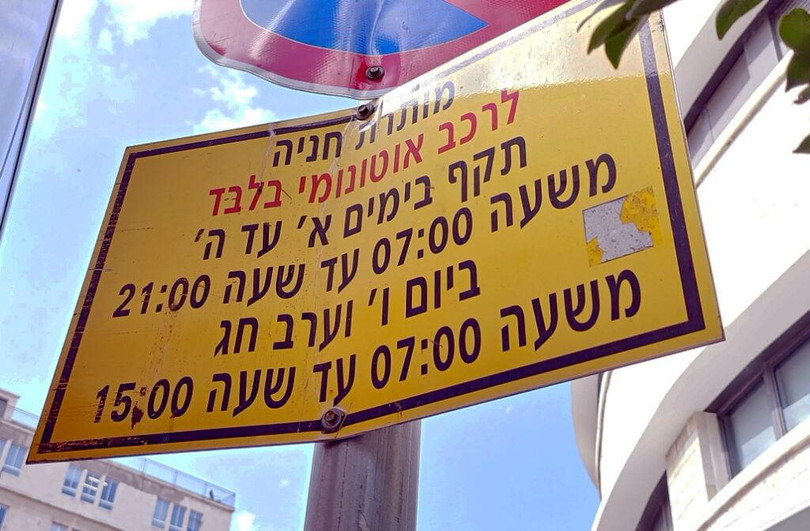 מותרת חניה
לרכב אוטונומי בלבד
תקף בימים א' עד ה'
משעה 07:00 עד שעה 21:00
ביום ו' וערב חג
משעה 07:00 עד שעה 15:00